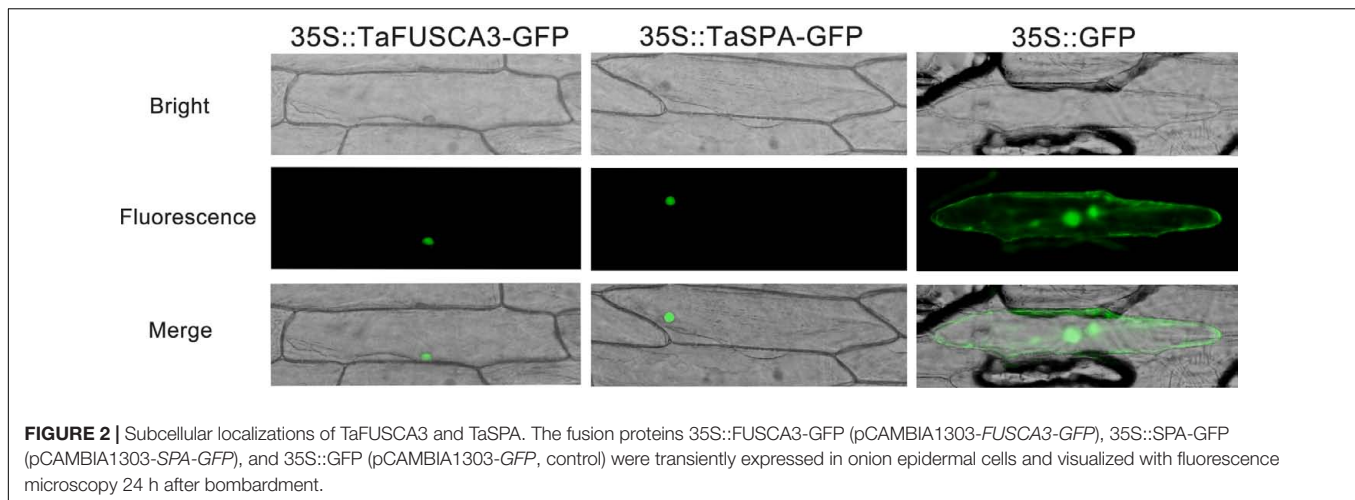 35S::TaFUSCA3-GFP 35S::TaSPA-GFP 35S::GFP
Bright
Fluorescence
Merge
FIGURE 2 | Subcellular localizations of TaFUSCA3 and TaSPA. The fusion proteins 35S::FUSCA3-GFP (pCAMBIA1303-FUSCA3-GFP), 35S::SPA-GFP
(pCAMBIA1303-SPA-GFP), and 35S::GFP (pCAMBIA1303-GFP, control) were transiently expressed in onion epidermal cells and visualized with fluorescence
microscopy 24 h after bombardment.